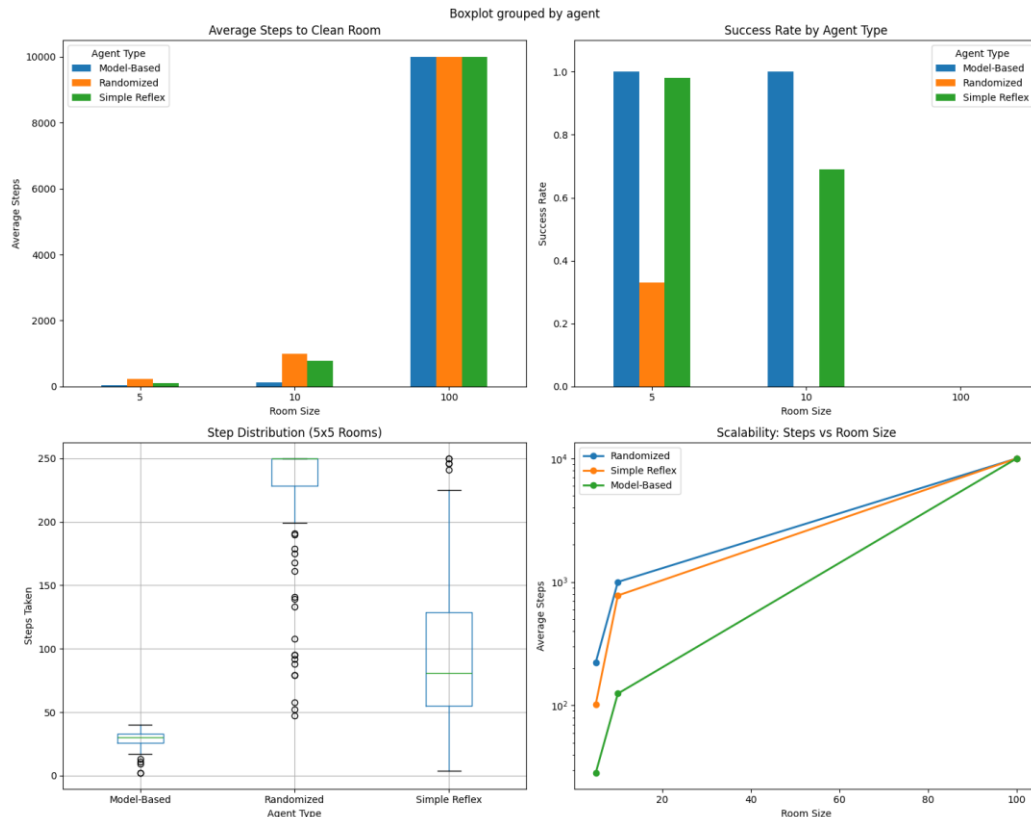 Boxplot grouped by agent
Average Steps to Clean Room
Agent Type
Model-Based
Randomized
Simple Reflex
10000
8000
6000
4000
2000
0
Average Steps
5
10
100
Room Size
Success Rate by Agent Type
Agent Type
Model-Based
Randomized
Simple Reflex
1.0
0.8
0.6
0.4
0.2
0.0
Success Rate
5
10
100
Room Size
Step Distribution (5x5 Rooms)
250
200
150
100
50
0
Steps Taken
Model-Based
Randomized
Simple Reflex
Agent Type
Scalability: Steps vs Room Size
Randomized
Simple Reflex
Model-Based
10⁴
10³
10²
Average Steps
20
40
60
80
100
Room Size